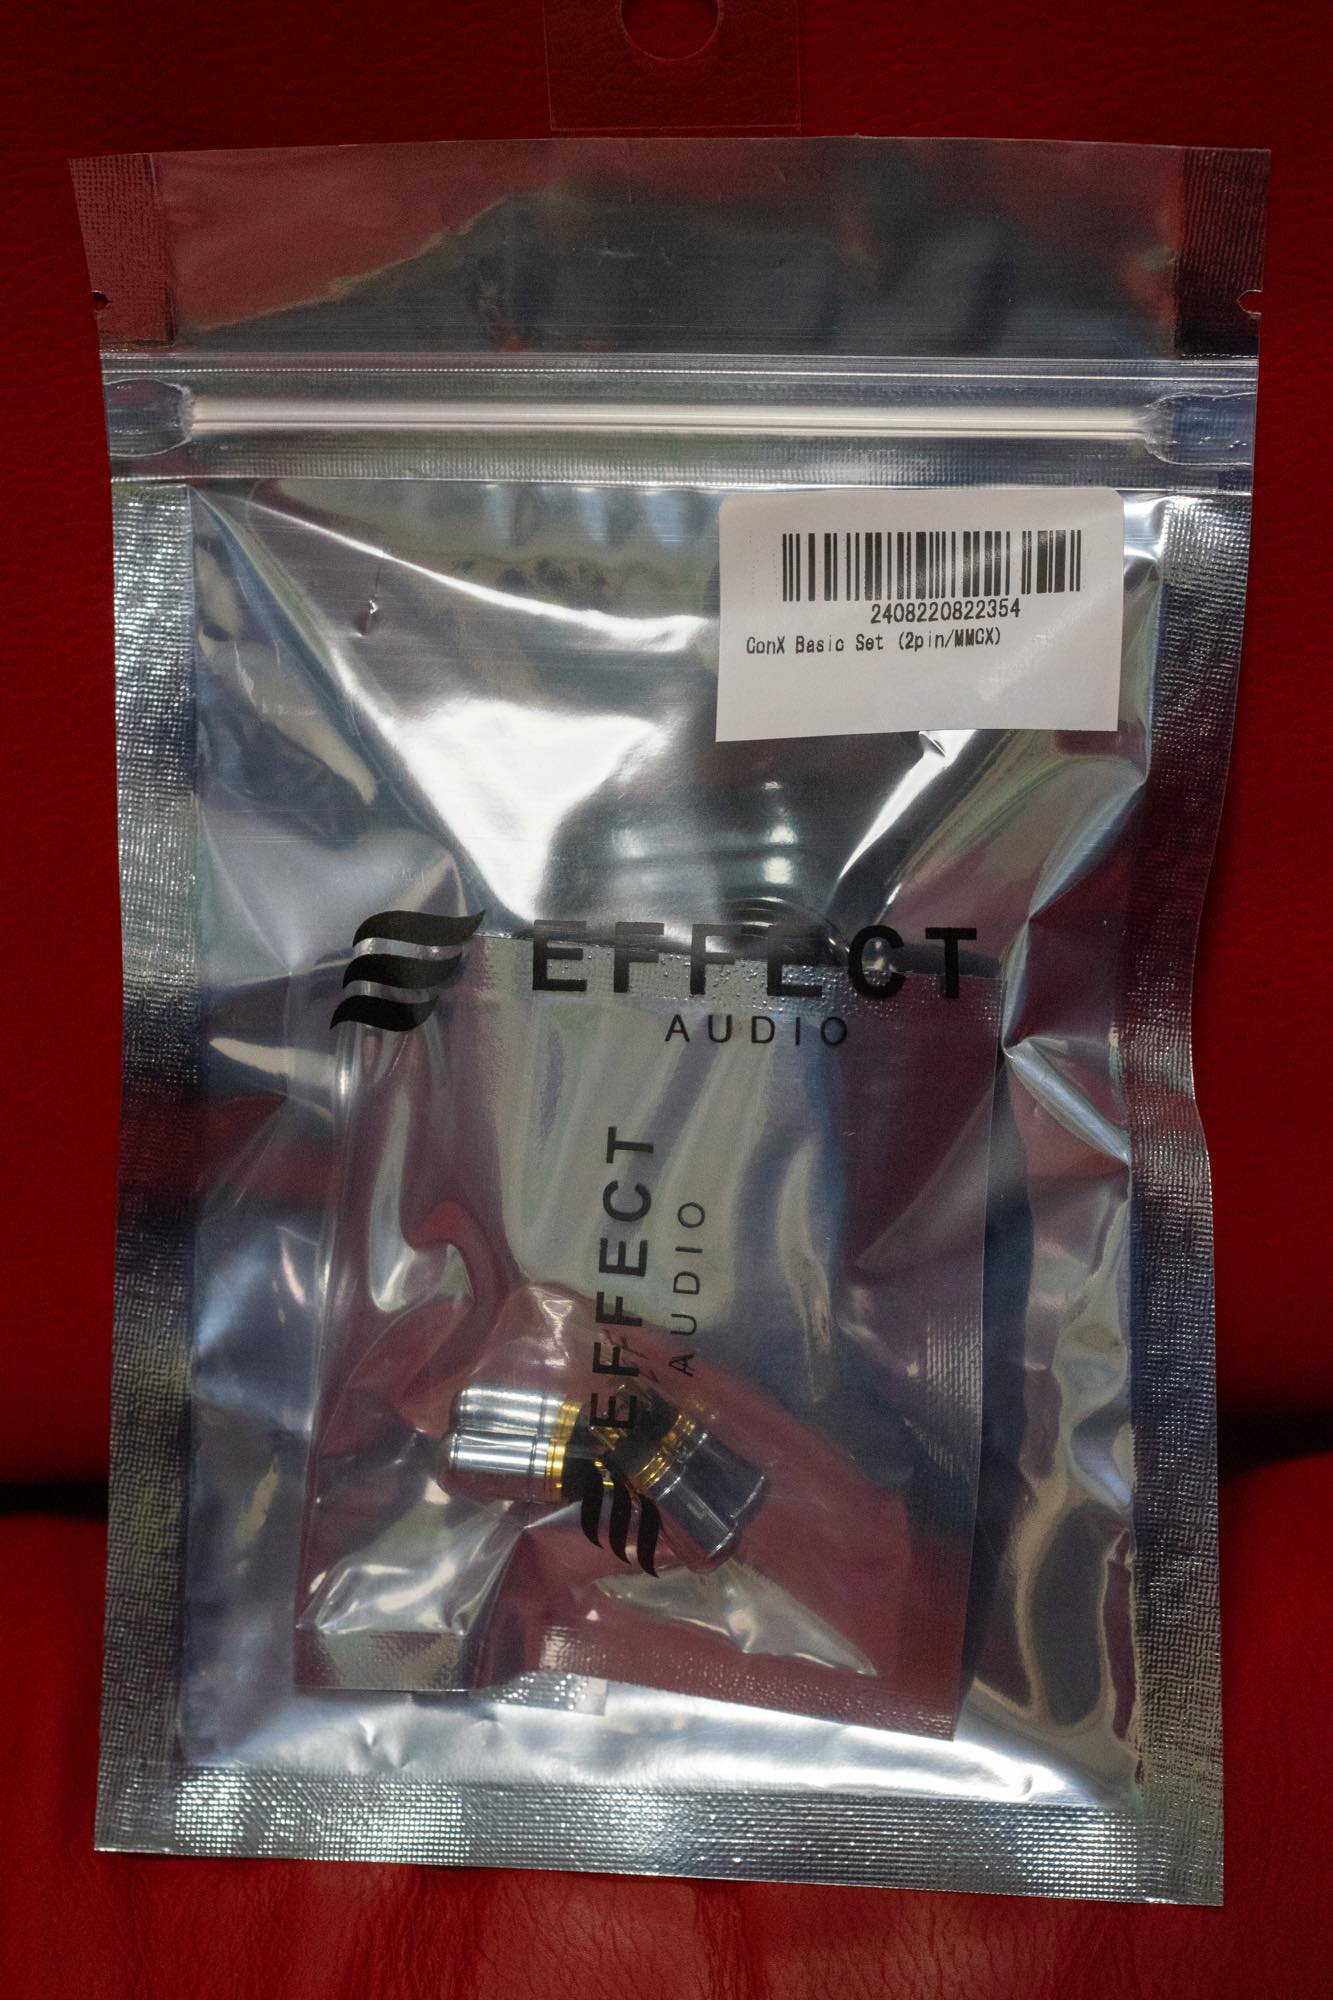 2408220822354
ConX Basic Set (2pin/MMCX)
EFFECT
AUDIO
EFFECT
AUDIO